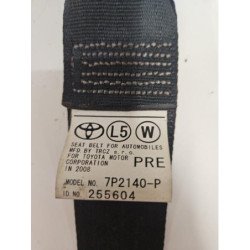 L5 W
SEAT BELT FOR AUTOMOBILES
MFD BY TRCZ s.r.o.
FOR TOYOTA MOTOR
CORPORATION
IN 2008
PRE
MODEL NO. 7P2140-P
ID NO. 255604